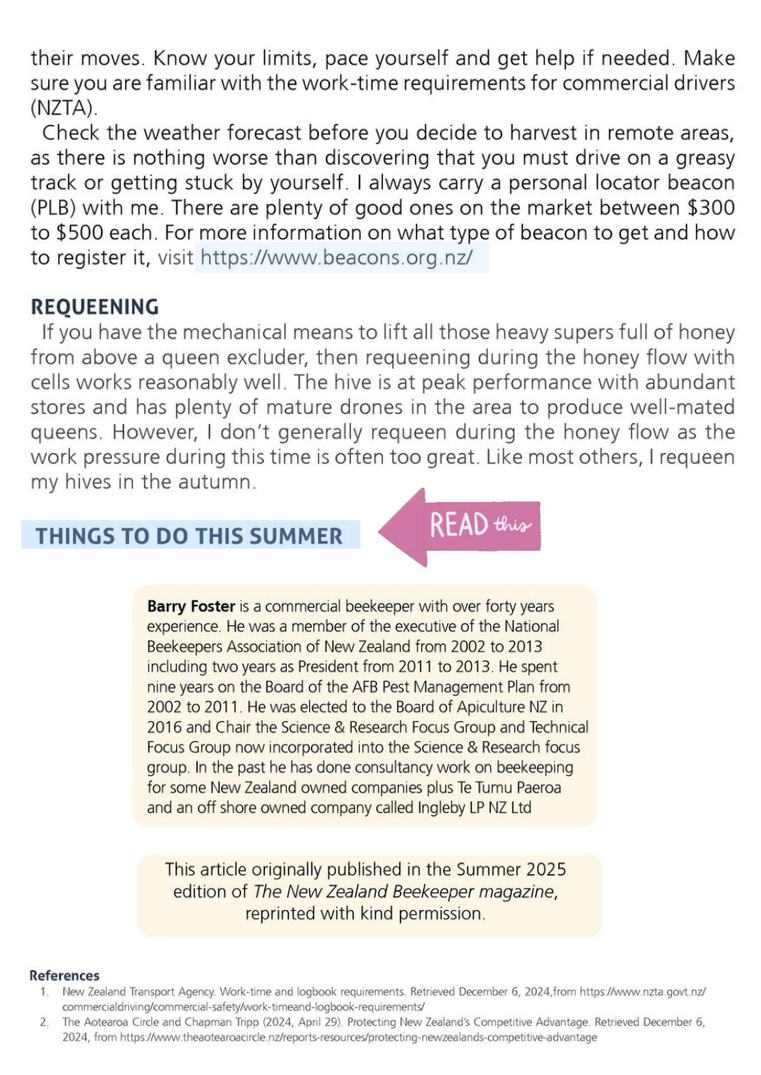 their moves. Know your limits, pace yourself and get help if needed. Make
sure you are familiar with the work-time requirements for commercial drivers
(NZTA).
Check the weather forecast before you decide to harvest in remote areas,
as there is nothing worse than discovering that you must drive on a greasy
track or getting stuck by yourself. I always carry a personal locator beacon
(PLB) with me. There are plenty of good ones on the market between $300
to $500 each. For more information on what type of beacon to get and how
to register it, visit https://www.beacons.org.nz/
REQUEENING
If you have the mechanical means to lift all those heavy supers full of honey
from above a queen excluder, then requeening during the honey flow with
cells works reasonably well. The hive is at peak performance with abundant
stores and has plenty of mature drones in the area to produce well-mated
queens. However, I don't generally requeen during the honey flow as the
work pressure during this time is often too great. Like most others, I requeen
my hives in the autumn.
THINGS TO DO THIS SUMMER
READ this
Barry Foster is a commercial beekeeper with over forty years
experience. He was a member of the executive of the National
Beekeepers Association of New Zealand from 2002 to 2013
including two years as President from 2011 to 2013. He spent
nine years on the Board of the AFB Pest Management Plan from
2002 to 2011. He was elected to the Board of Apiculture NZ in
2016 and Chair the Science & Research Focus Group and Technical
Focus Group now incorporated into the Science & Research focus
group. In the past he has done consultancy work on beekeeping
for some New Zealand owned companies plus Te Tumu Paeroa
and an off shore owned company called Ingleby LP NZ Ltd
This article originally published in the Summer 2025
edition of The New Zealand Beekeeper magazine,
reprinted with kind permission.
References
1. New Zealand Transport Agency. Work-time and logbook requirements. Retrieved December 6, 2024,from https://www.nzta.govt.nz/
commercialdriving/commercial-safety/work-timeand-logbook-requirements/
2. The Aotearoa Circle and Chapman Tripp (2024, April 29). Protecting New Zealand's Competitive Advantage. Retrieved December 6,
2024, from https://www.theaotearoacircle.nz/reports-resources/protecting-newzealands-competitive-advantage